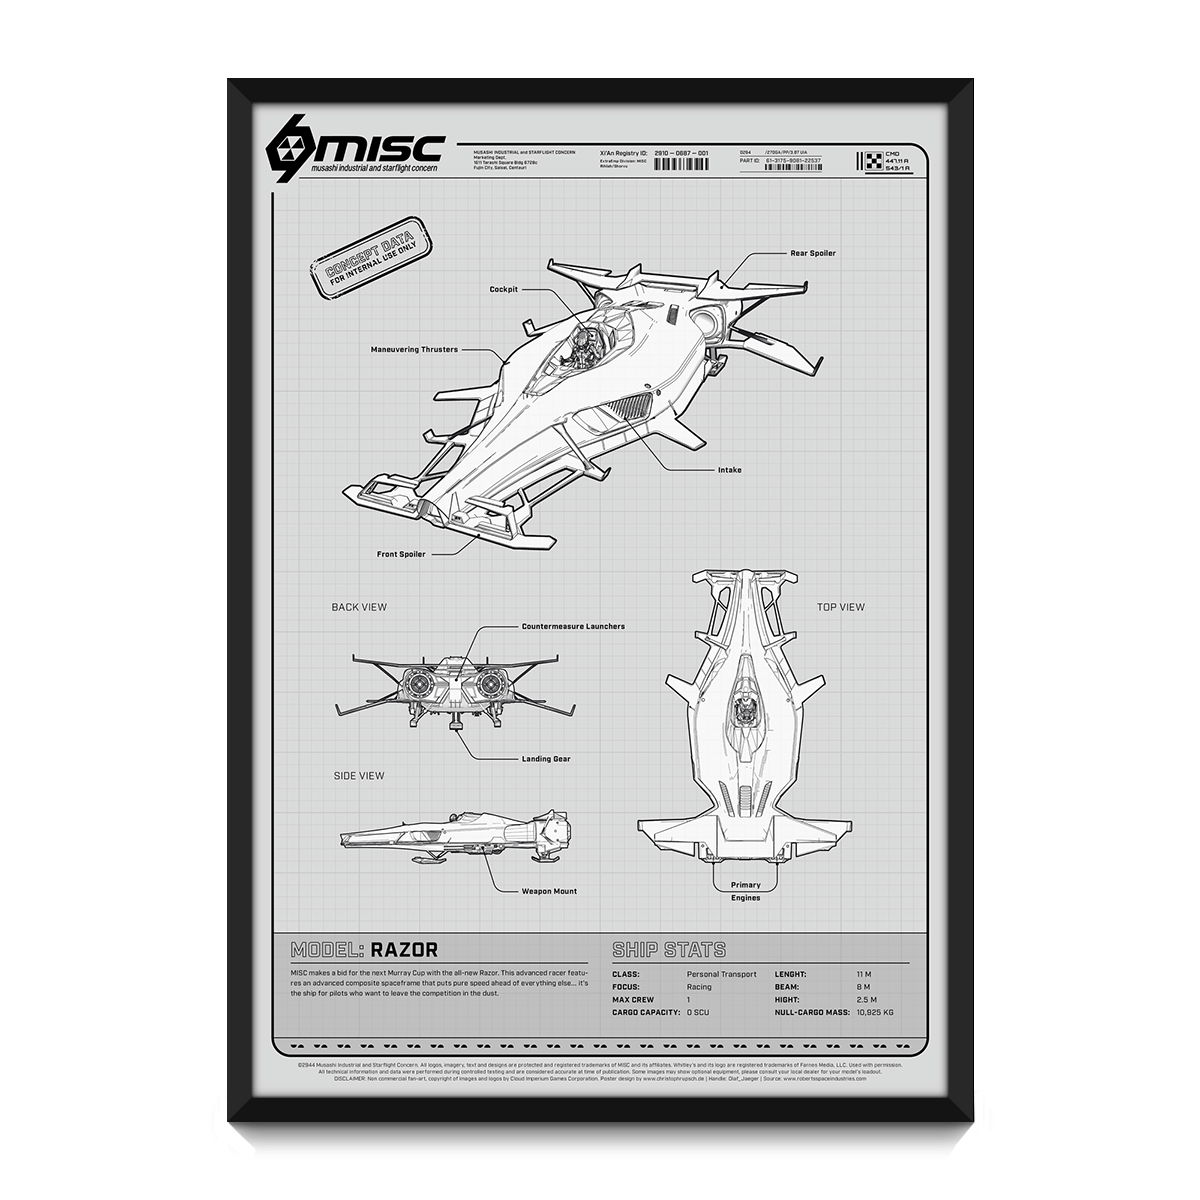 MISC
musashi industrial and starflight concern
MUSASHI INDUSTRIAL and STARFLIGHT CONCERN
Marketing Dept.
Fujin City, Saisei, Centauri
Xi'An Registry ID: 2910 – 0687 – 001
Extraimp Division: MISC
0294 /270GA/PP/3.87 UIA
PART ID: 61-3175-9081-22537
CMO
447.11 R
543/1 R
CONCEPT DATA
FOR INTERNAL USE ONLY
Rear Spoiler
Cockpit
Maneuvering Thrusters
Intake
Front Spoiler
BACK VIEW
TOP VIEW
Countermeasure Launchers
Landing Gear
SIDE VIEW
Weapon Mount
Primary
Engines
MODEL: RAZOR
MISC makes a bid for the next Murray Cup with the all-new Razor. This advanced racer featu-
res an advanced composite spaceframe that puts pure speed ahead of everything else... it's
the ship for pilots who want to leave the competition in the dust.
SHIP STATS
CLASS: Personal Transport LENGHT: 11 M
FOCUS: Racing BEAM: 8 M
MAX CREW 1 HIGHT: 2.5 M
CARGO CAPACITY: 0 SCU NULL-CARGO MASS: 10,925 KG
©2944 Musashi Industrial and Starflight Concern. All logos, imagery, text and designs are protected and registered trademarks of MISC and its affiliates. Whitley's and its logo are registered trademarks of Farnes Media, LLC. Used with permission.
All technical information and data were performed during controlled testing and are considered accurate at time of publication. Some images may show optional equipment, please consult your local dealer for your model's loadout.
DISCLAIMER: Non commercial fan-art, copyright of images and logos by Cloud Imperium Games Corporation. Poster design by www.christophrupsch.de | Handle: Olaf_Jaeger | Source: www.robertsspaceindustries.com